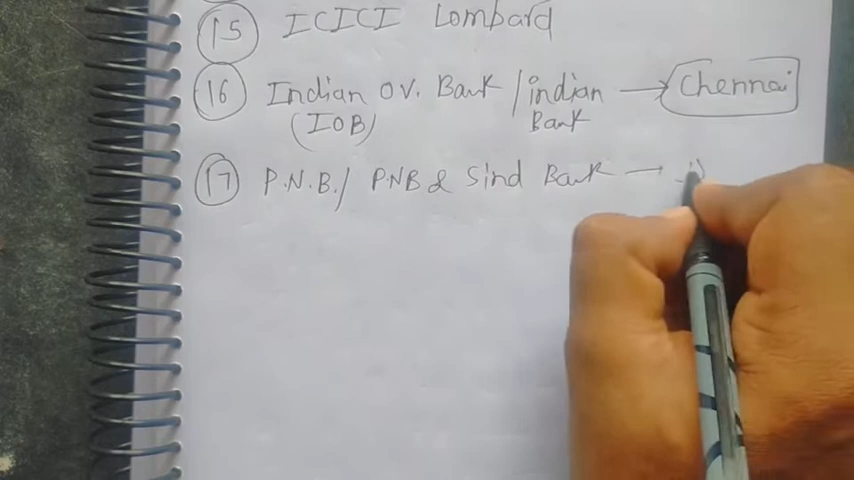 15 ICICI Lombard
16 Indian OV. Bank / indian → Chennai
(IOB) Bank
17 P.N.B. / PNB & Sind Bank →